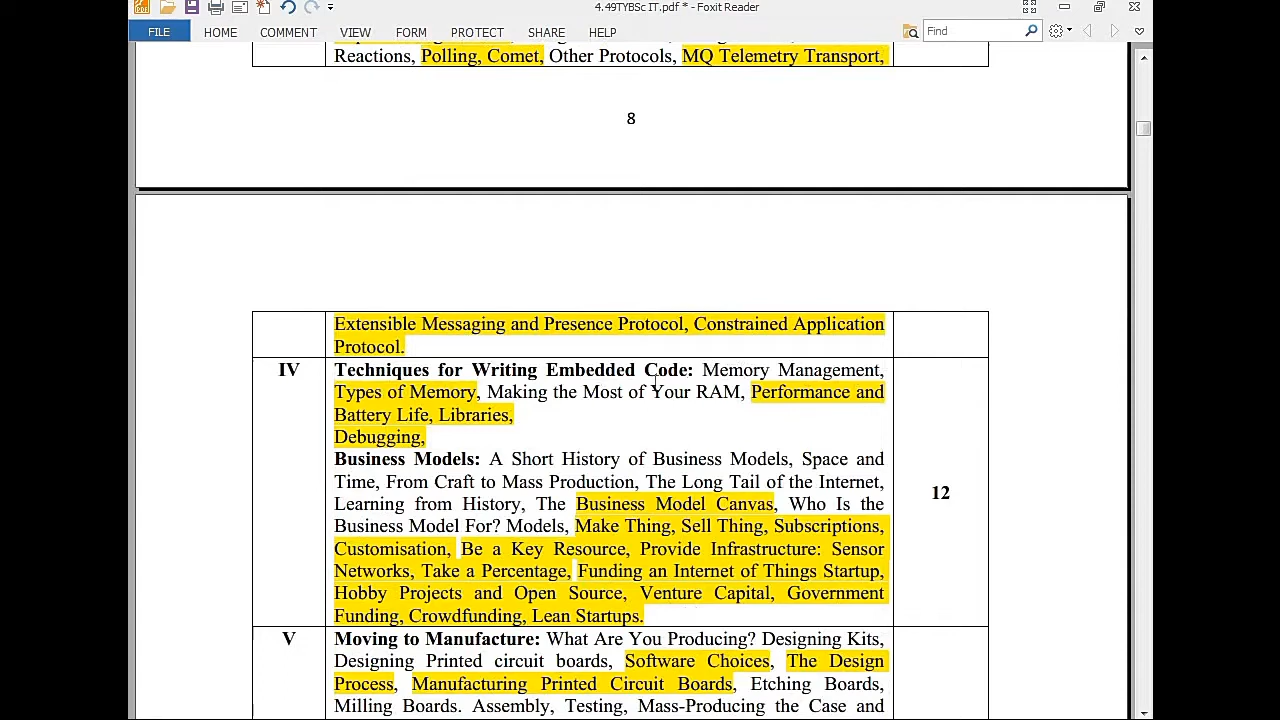 4.49TYBSc IT.pdf * - Foxit Reader
FILE HOME COMMENT VIEW FORM PROTECT SHARE HELP Find
Reactions, Polling, Comet, Other Protocols, MQ Telemetry Transport,
8
Extensible Messaging and Presence Protocol, Constrained Application
Protocol.
IV Techniques for Writing Embedded Code: Memory Management,
Types of Memory, Making the Most of Your RAM, Performance and
Battery Life, Libraries,
Debugging,
Business Models: A Short History of Business Models, Space and
Time, From Craft to Mass Production, The Long Tail of the Internet,
Learning from History, The Business Model Canvas, Who Is the
12
Business Model For? Models, Make Thing, Sell Thing, Subscriptions,
Customisation, Be a Key Resource, Provide Infrastructure: Sensor
Networks, Take a Percentage, Funding an Internet of Things Startup,
Hobby Projects and Open Source, Venture Capital, Government
Funding, Crowdfunding, Lean Startups.
V Moving to Manufacture: What Are You Producing? Designing Kits,
Designing Printed circuit boards, Software Choices, The Design
Process, Manufacturing Printed Circuit Boards, Etching Boards,
Milling Boards. Assembly, Testing, Mass-Producing the Case and